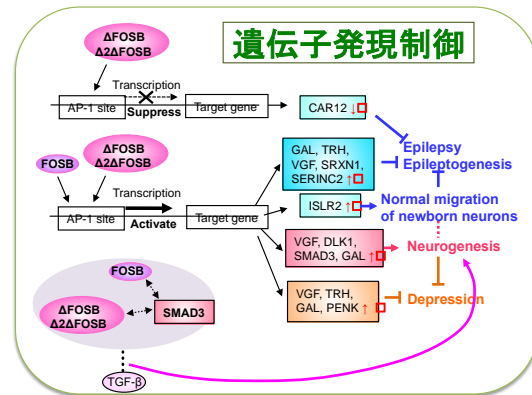 遺伝子発現制御
ΔFOSB
Δ2ΔFOSB
Transcription
AP-1 site
Suppress
Target gene
CAR12 ↓
Epilepsy
Epileptogenesis
FOSB
ΔFOSB
Δ2ΔFOSB
GAL, TRH,
VGF, SRXN1,
SERINC2 ↑
Transcription
AP-1 site
Activate
Target gene
ISLR2 ↑
Normal migration
of newborn neurons
VGF, DLK1,
SMAD3, GAL ↑
Neurogenesis
FOSB
ΔFOSB
Δ2ΔFOSB
SMAD3
VGF, TRH,
GAL, PENK ↑
Depression
TGF-β